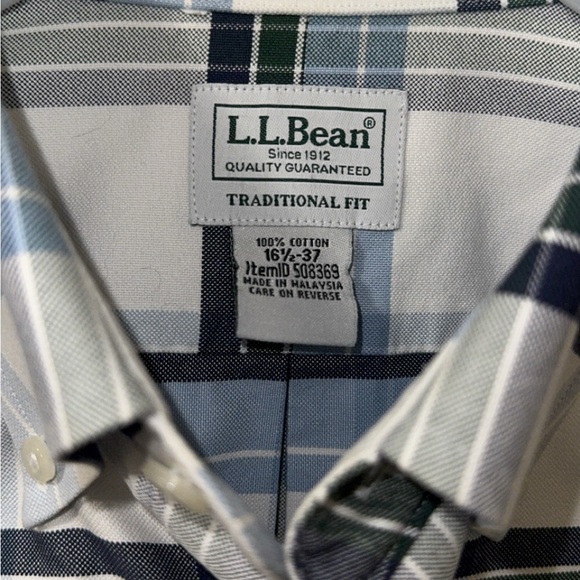 L.L.Bean®
Since 1912
QUALITY GUARANTEED
TRADITIONAL FIT
100% COTTON
16½-37
ItemID 508369
MADE IN MALAYSIA
CARE ON REVERSE